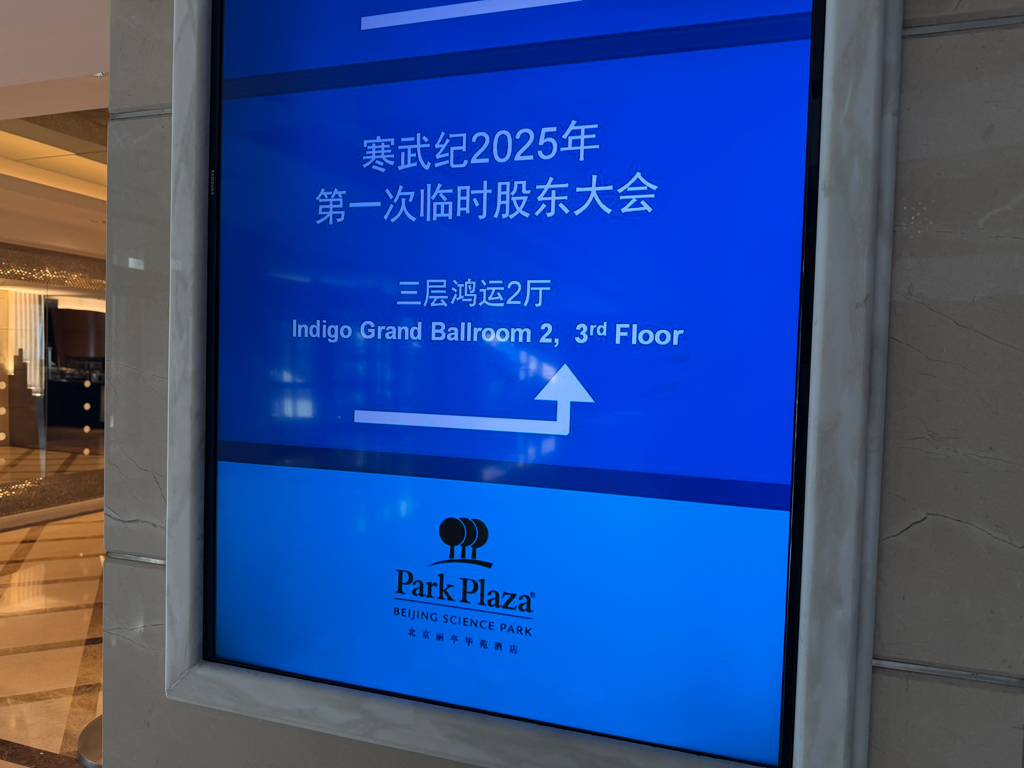 寒武纪2025年
第一次临时股东大会
三层鸿运2厅
Indigo Grand Ballroom 2, 3rd Floor
Park Plaza®
BEIJING SCIENCE PARK
北京丽亭华苑酒店
SAMSUNG